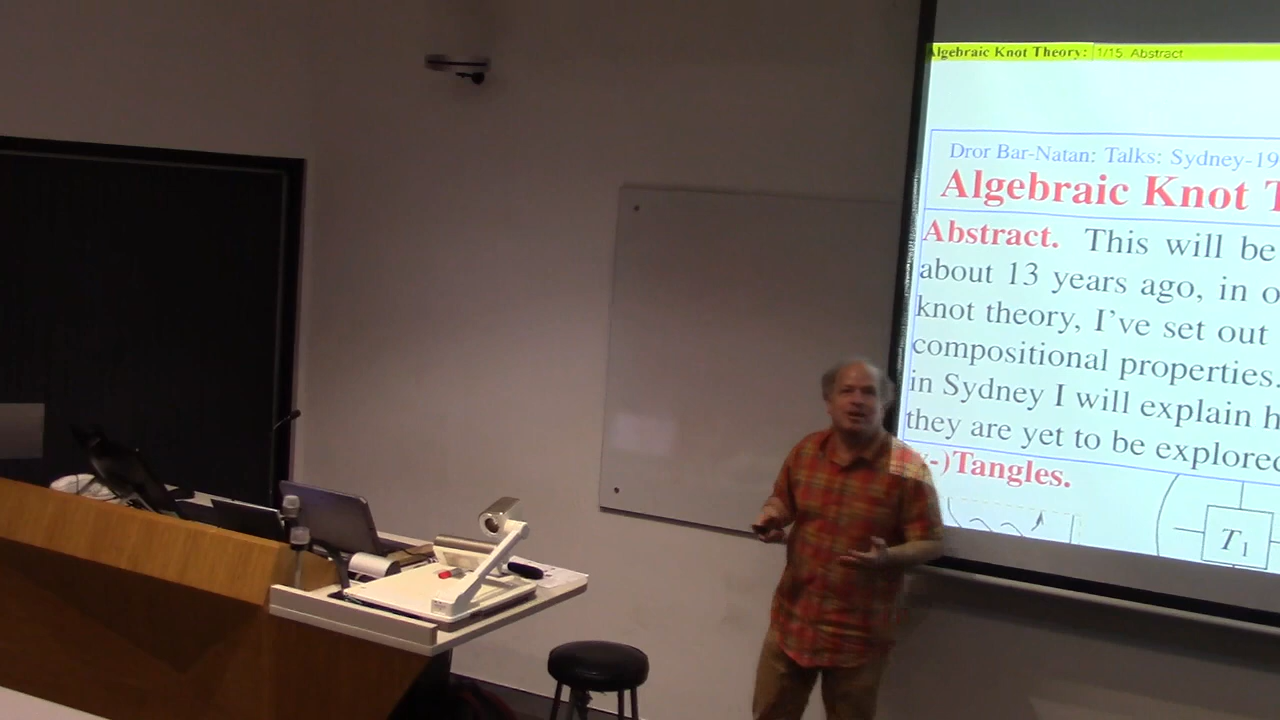 Algebraic Knot Theory: 1/15. Abstract
Dror Bar-Natan: Talks: Sydney-19
Algebraic Knot T
Abstract. This will be
about 13 years ago, in o
knot theory, I've set out
compositional properties.
in Sydney I will explain h
they are yet to be explored
-)Tangles.
T1